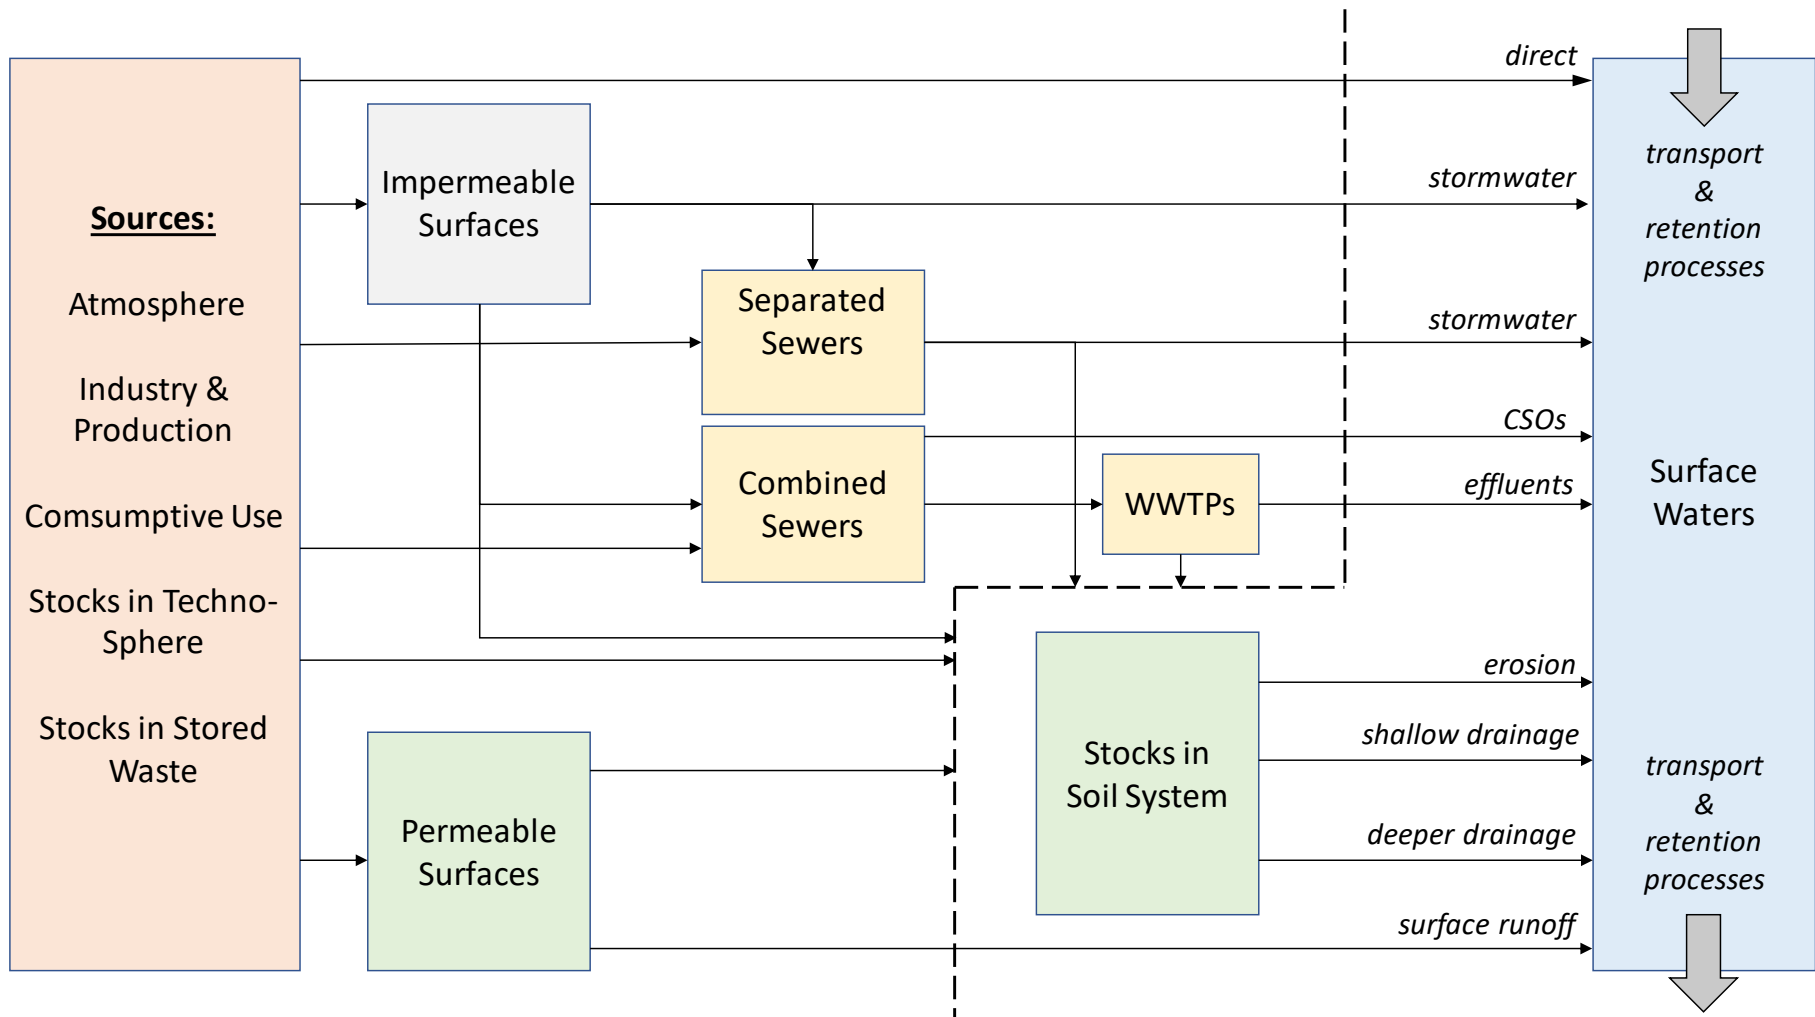 Sources:
Atmosphere
Industry &
Production
Comsumptive Use
Stocks in Techno-
Sphere
Stocks in Stored
Waste
Impermeable
Surfaces
Permeable
Surfaces
Separated
Sewers
Combined
Sewers
WWTPs
Stocks in
Soil System
direct
stormwater
stormwater
CSOs
effluents
erosion
shallow drainage
deeper drainage
surface runoff
transport
&
retention
processes
Surface
Waters
transport
&
retention
processes